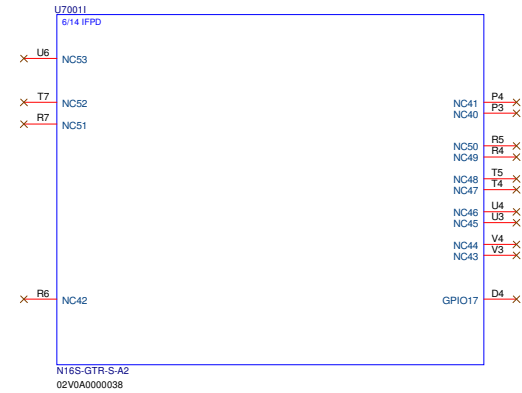 U7001I
6/14 IFPD
U6 NC53
T7 NC52
NC41 P4
R7 NC51
NC40 P3
NC50 R5
NC49 R4
NC48 T5
NC47 T4
NC46 U4
NC45 U3
NC44 V4
NC43 V3
R6 NC42
GPIO17 D4
N16S-GTR-S-A2
02V0A0000038